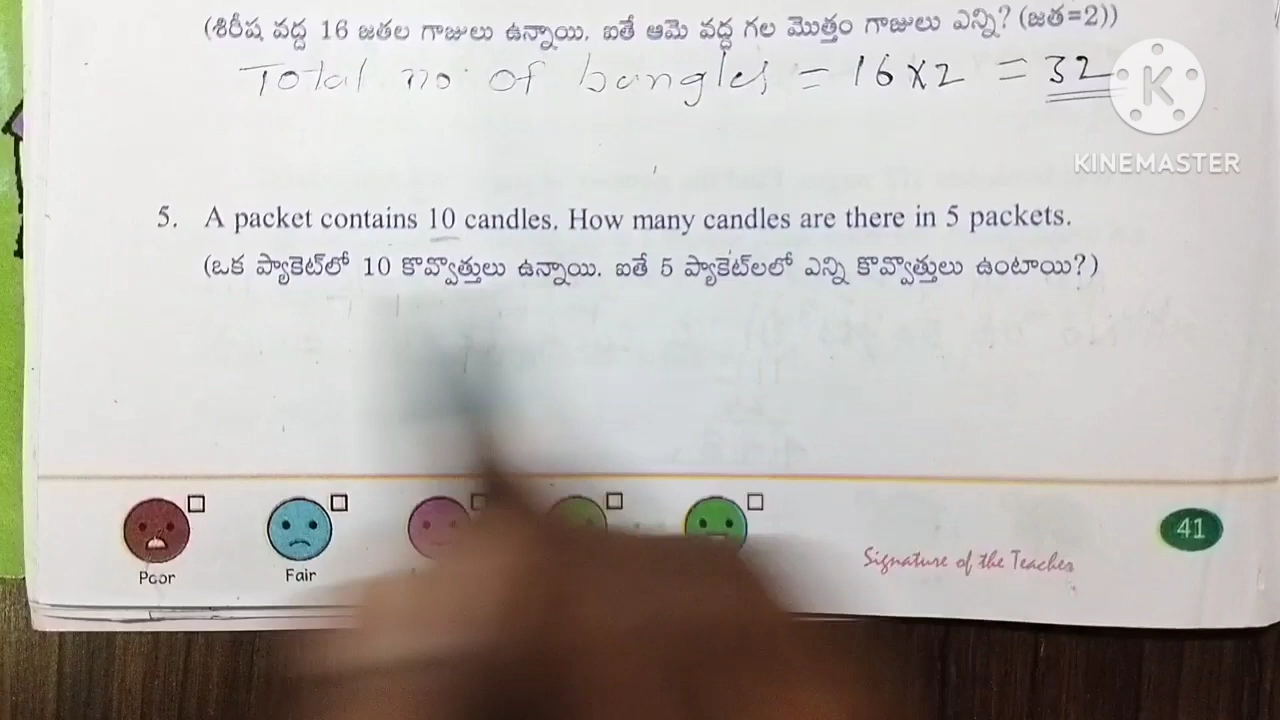 (శిరీష వద్ద 16 జతల గాజులు ఉన్నాయి. ఐతే ఆమె వద్ద గల మొత్తం గాజులు ఎన్ని? (జత=2))
Total no. of bangles = 16 x 2 = 32
KINEMASTER
5. A packet contains 10 candles. How many candles are there in 5 packets.
(ఒక ప్యాకెట్‌లో 10 కొవ్వొత్తులు ఉన్నాయి. ఐతే 5 ప్యాకెట్‌లలో ఎన్ని కొవ్వొత్తులు ఉంటాయి?)
Poor Fair
Signature of the Teacher
41